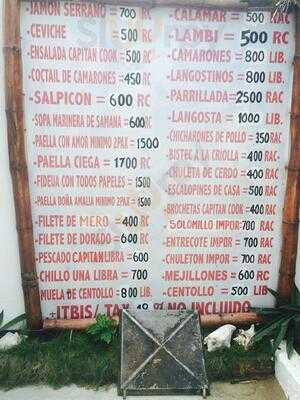 JAMON SERRANO = 700 RC
CEVICHE = 500 RC
ENSALADA CAPITAN COOK = 500 RC
COCTAIL DE CAMARONES = 450 RC
SALPICON = 600 RC
SOPA MARINERA DE SAMANA = 600 RC
PAELLA CON AMOR MINIMO 2PAX = 1500
PAELLA CIEGA = 1700 RC
FIDEUA CON TODOS PAPELES = 1500
PAELLA DOÑA AMALIA MINIMO 2PAX = 1500
FILETE DE MERO = 400 RC
FILETE DE DORADO = 600 RC
PESCADO CAPITAN LIBRA = 600
CHILLO UNA LIBRA = 700
MUELA DE CENTOLLO = 800 LIB.
CALAMAR = 500 RAC
LAMBI = 500 RC
CAMARONES = 800 LIB.
LANGOSTINOS = 800 LIB.
PARRILLADA = 2500 RAC
LANGOSTA = 1000 LIB.
CHICHARONES DE POLLO = 350 RAC
BISTEC A LA CRIOLLA = 400 RAC
CHULETA DE CERDO = 400 RAC
ESCALOPINES DE CASA = 500 RAC
BROCHETAS CAPITAN COOK = 400 RAC
SOLOMILLO IMPOR = 700 RAC
ENTRECOTE IMPOR = 700 RAC
CHULETON IMPOR = 700 RAC
MEJILLONES = 600 RAC
CENTOLLO = 500 LIB.
ITBIS/TAX % NO INCLUIDO